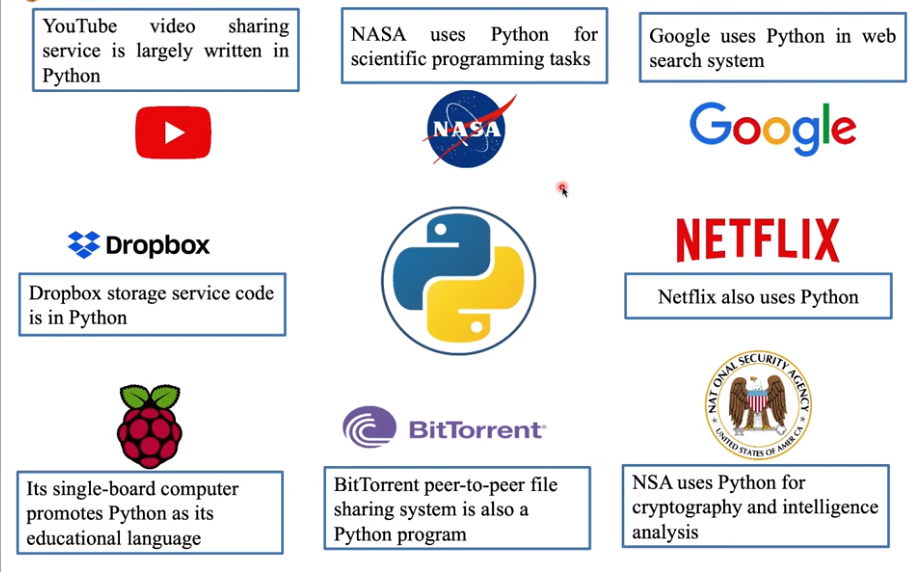 YouTube video sharing
service is largely written in
Python
NASA uses Python for
scientific programming tasks
Google uses Python in web
search system
NASA
Google
Dropbox
NETFLIX
Dropbox storage service code
is in Python
Netflix also uses Python
NATIONAL SECURITY AGENCY
UNITED STATES OF AMERICA
BitTorrent
Its single-board computer
promotes Python as its
educational language
BitTorrent peer-to-peer file
sharing system is also a
Python program
NSA uses Python for
cryptography and intelligence
analysis